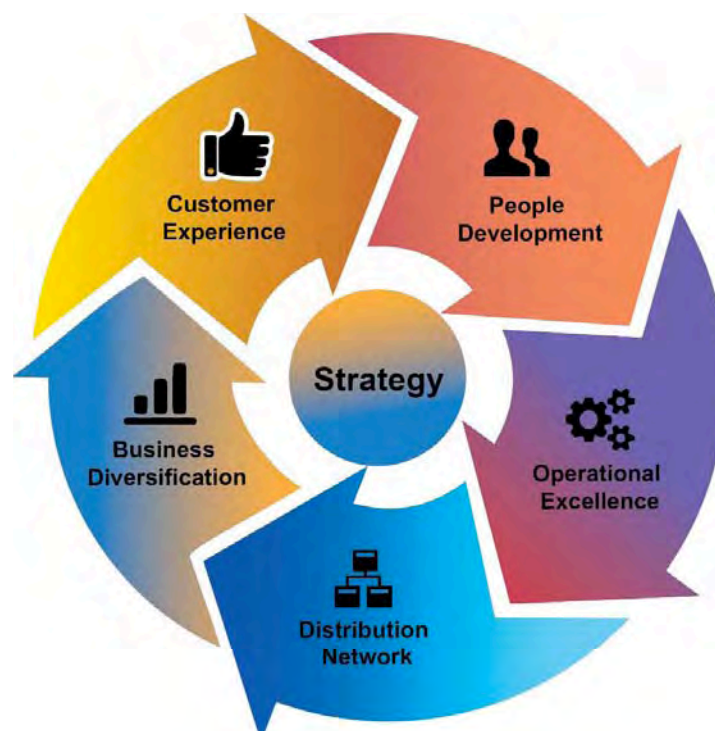 Customer
Experience
People
Development
Strategy
Operational
Excellence
Distribution
Network
Business
Diversification